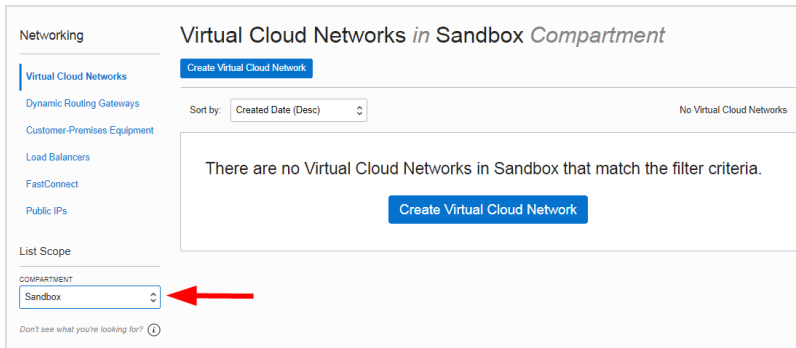 Networking
Virtual Cloud Networks
Dynamic Routing Gateways
Customer-Premises Equipment
Load Balancers
FastConnect
Public IPs
List Scope
COMPARTMENT
Sandbox
Don't see what you're looking for? i
Virtual Cloud Networks in Sandbox Compartment
Create Virtual Cloud Network
Sort by: Created Date (Desc) No Virtual Cloud Networks
There are no Virtual Cloud Networks in Sandbox that match the filter criteria.
Create Virtual Cloud Network